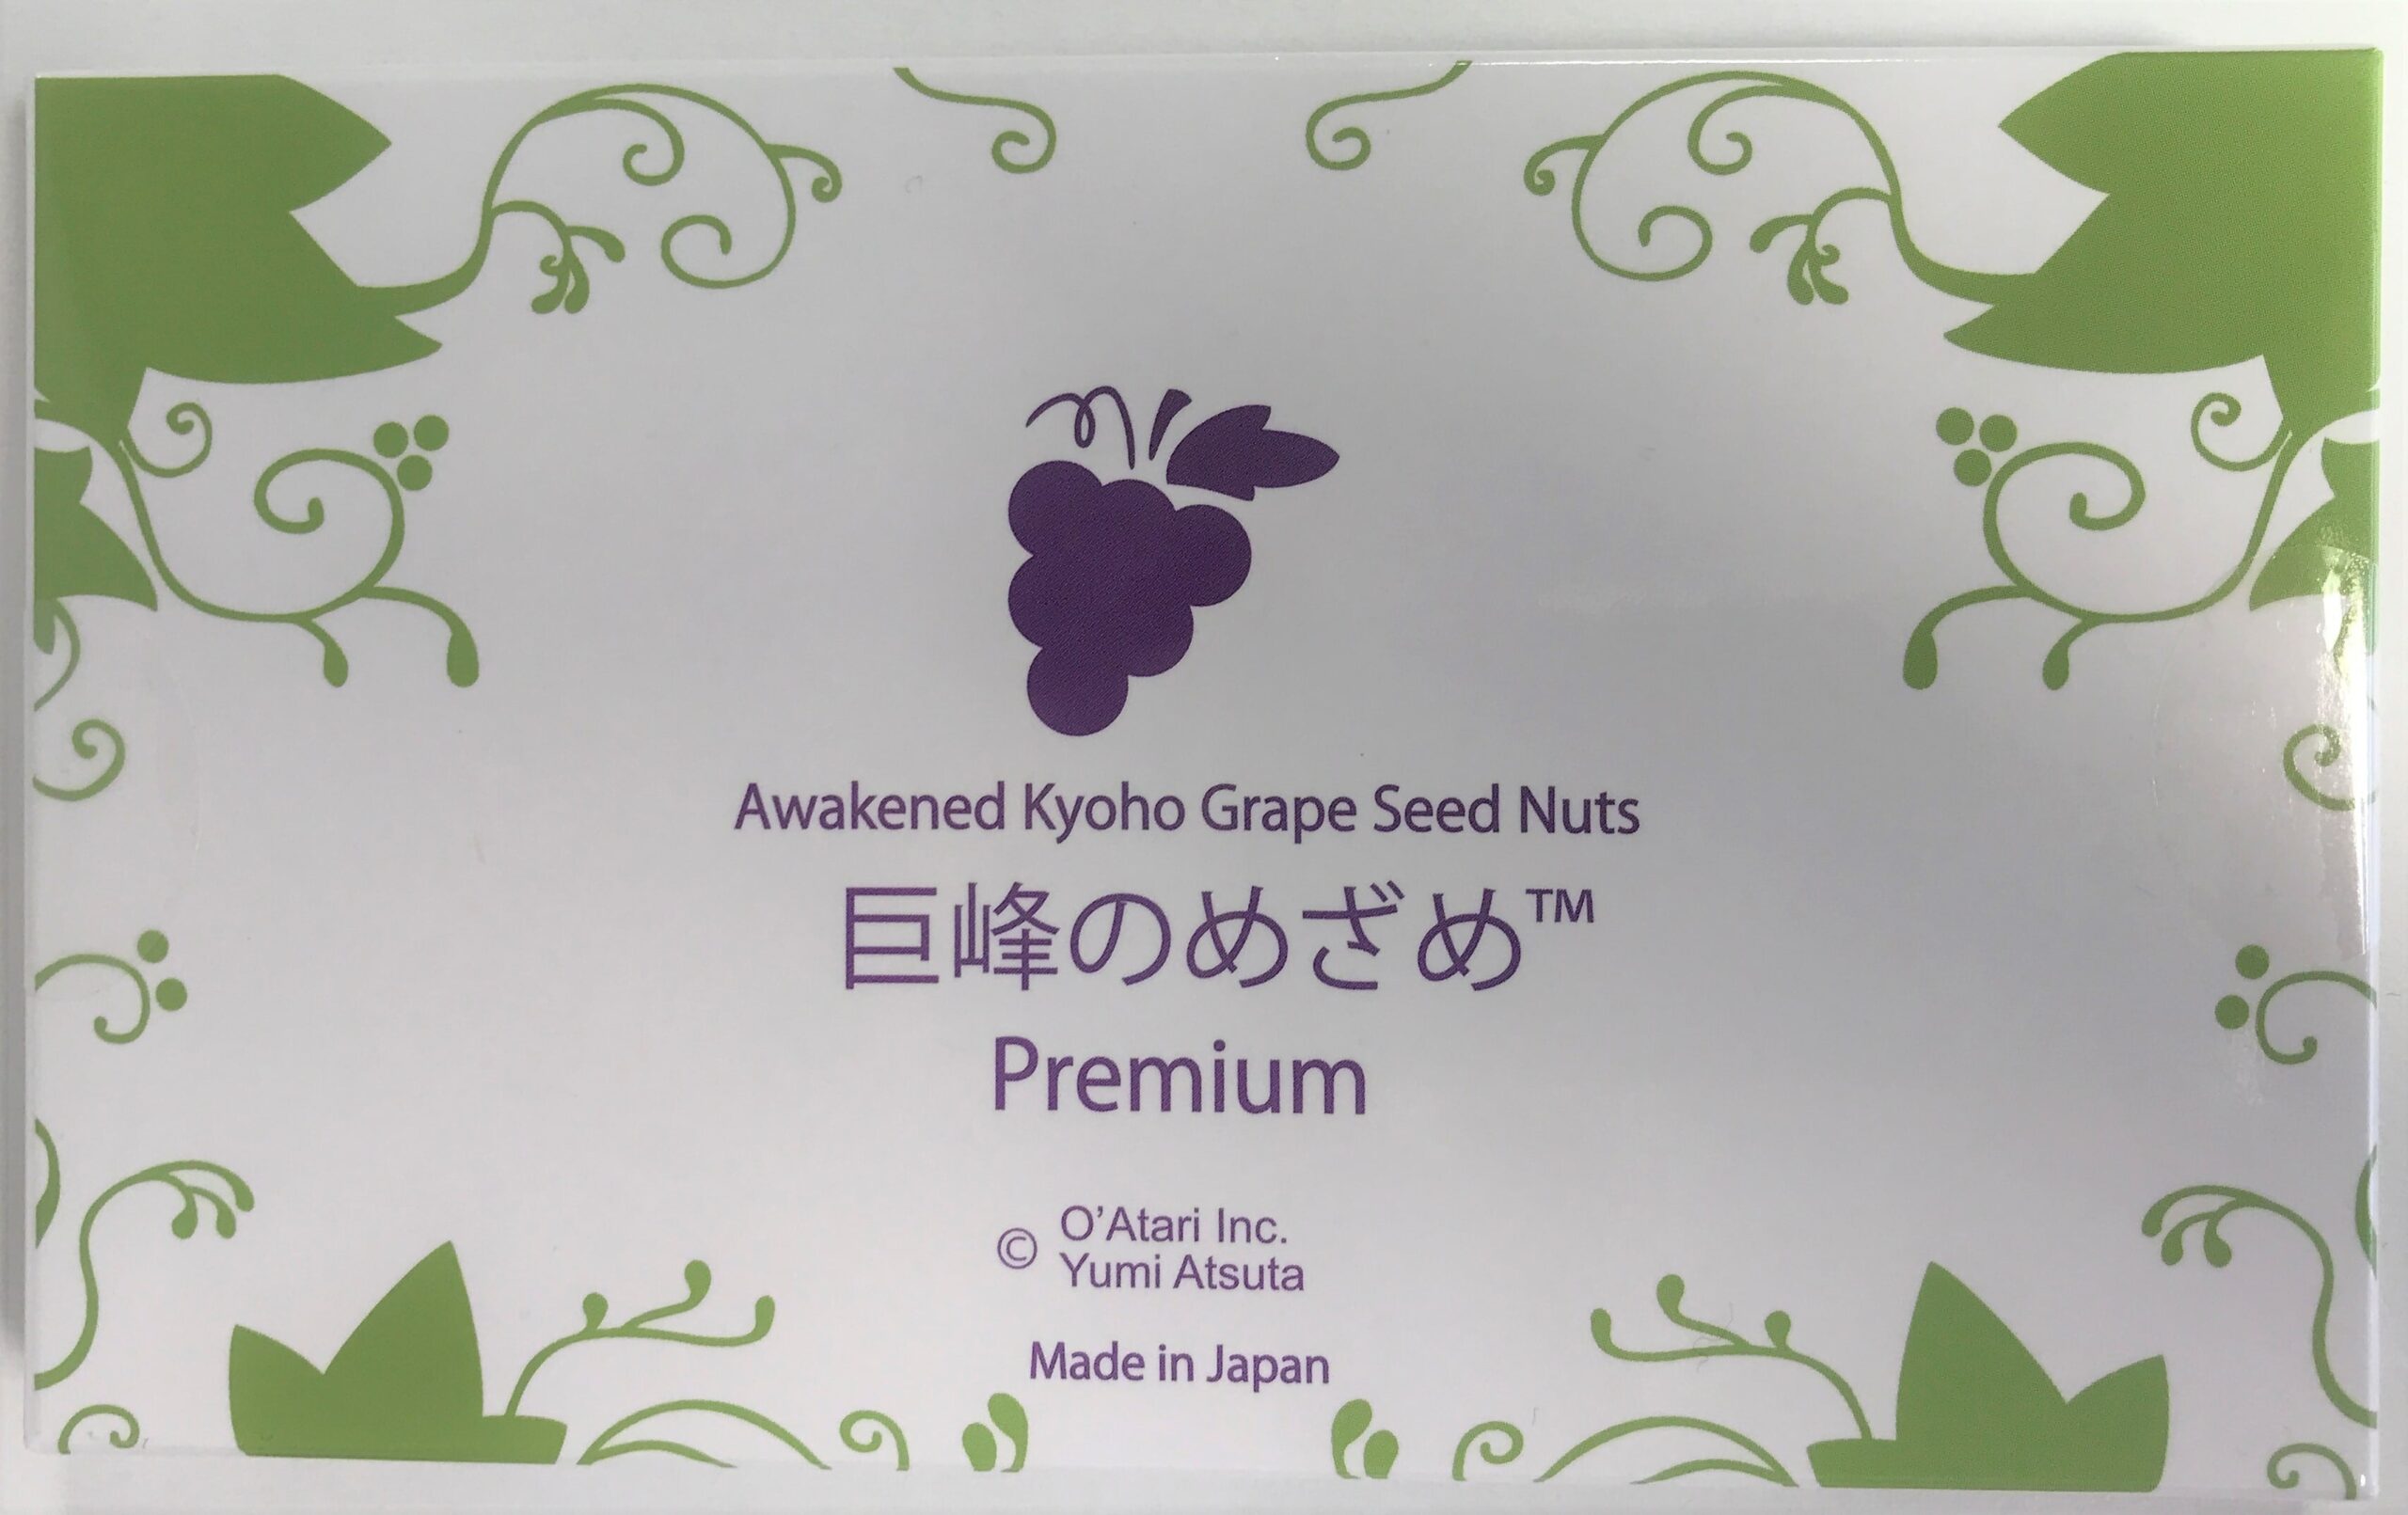 Awakened Kyoho Grape Seed Nuts
巨峰のめざめ™
Premium
© O'Atari Inc.
Yumi Atsuta
Made in Japan